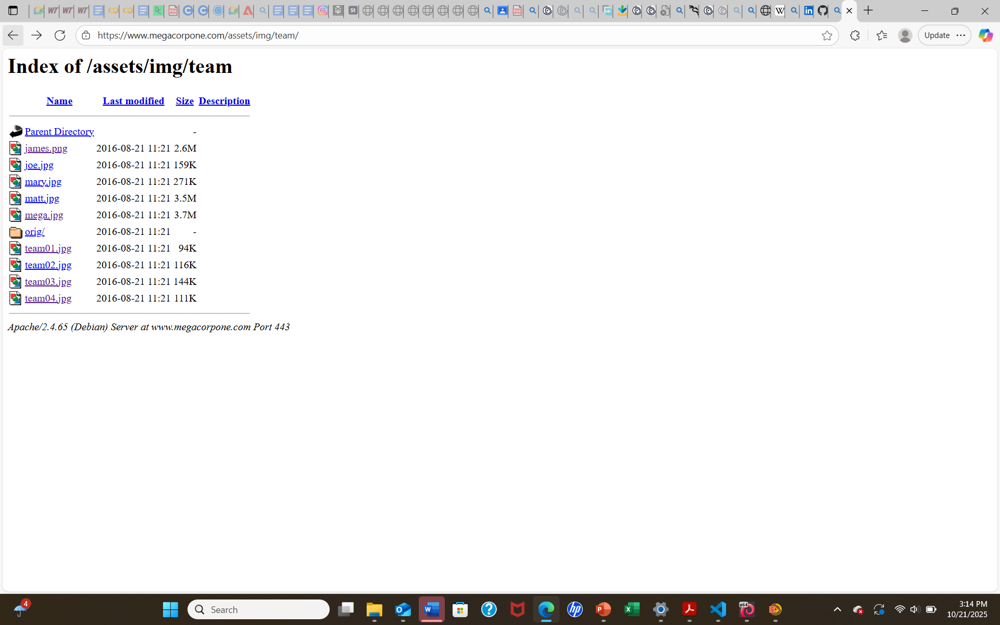 https://www.megacorpone.com/assets/img/team/
Update
Index of /assets/img/team
Name Last modified Size Description
Parent Directory -
james.png 2016-08-21 11:21 2.6M
joe.jpg 2016-08-21 11:21 159K
mary.jpg 2016-08-21 11:21 271K
matt.jpg 2016-08-21 11:21 3.5M
mega.jpg 2016-08-21 11:21 3.7M
orig/ 2016-08-21 11:21 -
team01.jpg 2016-08-21 11:21 94K
team02.jpg 2016-08-21 11:21 116K
team03.jpg 2016-08-21 11:21 144K
team04.jpg 2016-08-21 11:21 111K
Apache/2.4.65 (Debian) Server at www.megacorpone.com Port 443
4
Search
3:14 PM
10/21/2025